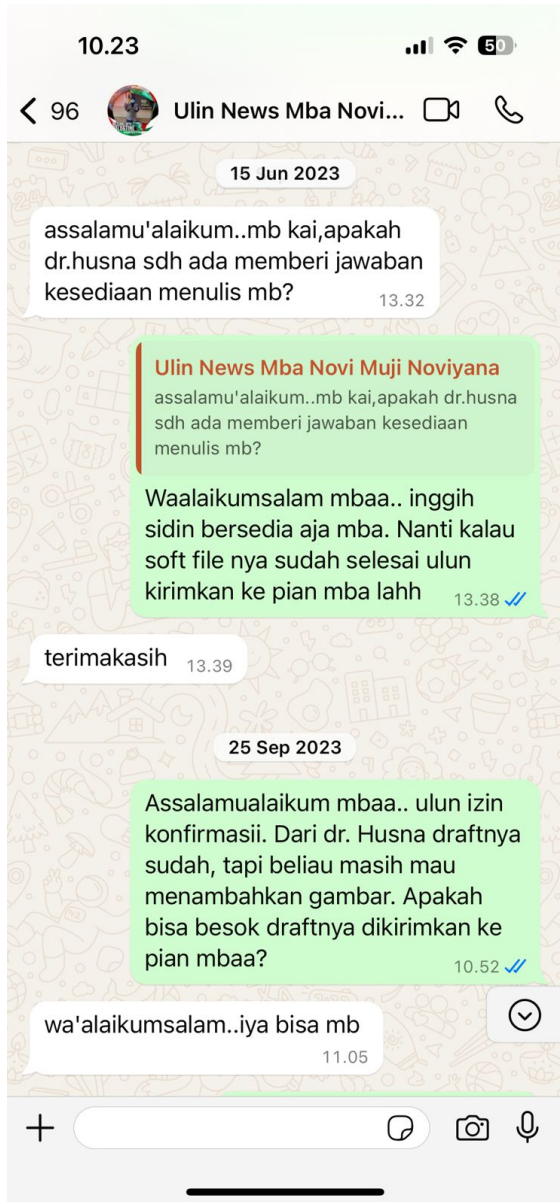 10.23
50
96
Ulin News Mba Novi...
15 Jun 2023
assalamu'alaikum..mb kai,apakah
dr.husna sdh ada memberi jawaban
kesediaan menulis mb?
13.32
Ulin News Mba Novi Muji Noviyana
assalamu'alaikum..mb kai,apakah dr.husna
sdh ada memberi jawaban kesediaan
menulis mb?
Waalaikumsalam mbaa.. inggih
sidin bersedia aja mba. Nanti kalau
soft file nya sudah selesai ulun
kirimkan ke pian mba lahh
13.38
terimakasih
13.39
25 Sep 2023
Assalamualaikum mbaa.. ulun izin
konfirmasii. Dari dr. Husna draftnya
sudah, tapi beliau masih mau
menambahkan gambar. Apakah
bisa besok draftnya dikirimkan ke
pian mbaa?
10.52
wa'alaikumsalam..iya bisa mb
11.05